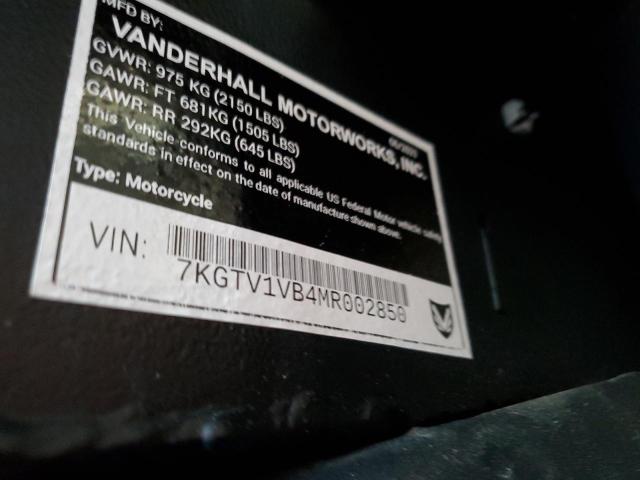 MFD BY:
VANDERHALL MOTORWORKS, INC.
GVWR: 975 KG (2150 LBS)
GAWR: FT 681KG (1505 LBS)
GAWR: RR 292KG (645 LBS)
This Vehicle conforms to all applicable US Federal Motor vehicle safety
standards in effect on the date of manufacture shown above.
Type: Motorcycle
VIN:
7KGTV1VB4MR002850